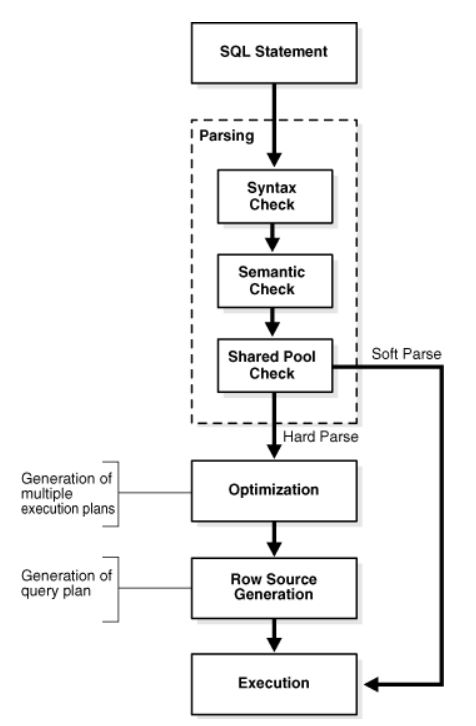 SQL Statement
Parsing
Syntax
Check
Semantic
Check
Shared Pool
Check
Soft Parse
Hard Parse
Generation of
multiple
execution plans
Optimization
Generation of
query plan
Row Source
Generation
Execution